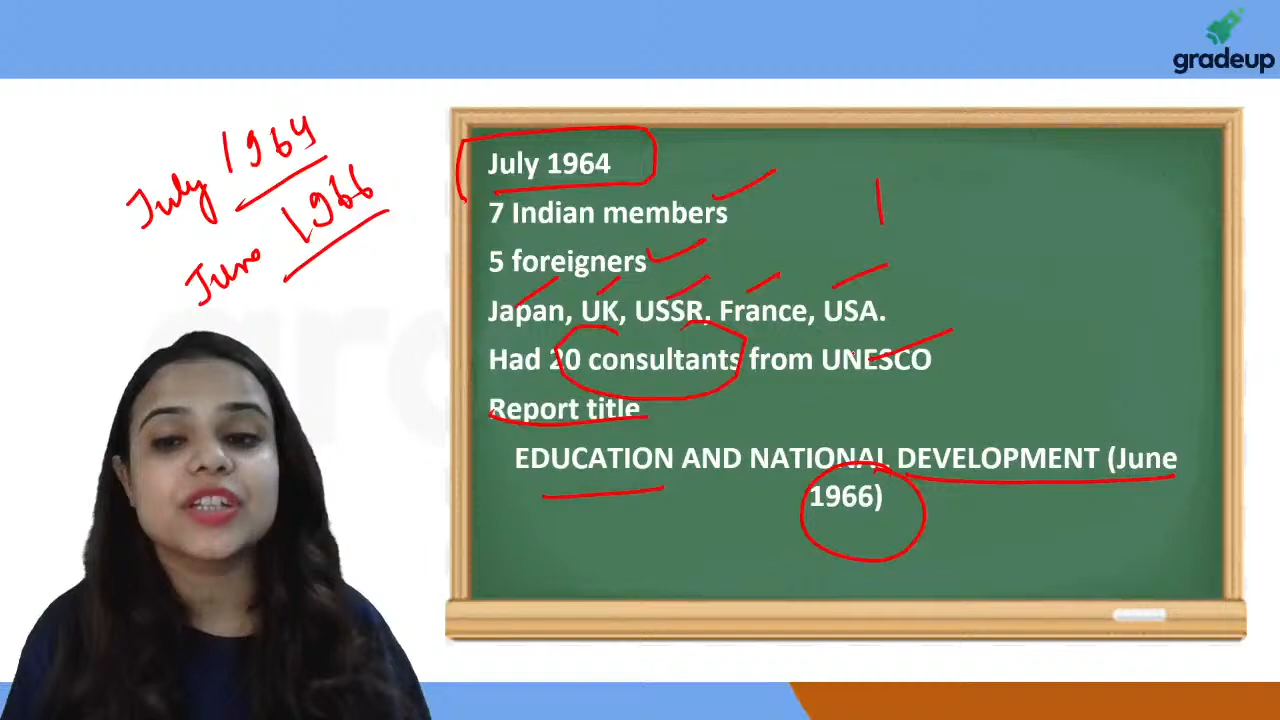 gradeup
July 1964
June 1966
July 1964
7 Indian members
5 foreigners
Japan, UK, USSR, France, USA.
Had 20 consultants from UNESCO
Report title
EDUCATION AND NATIONAL DEVELOPMENT (June
1966)